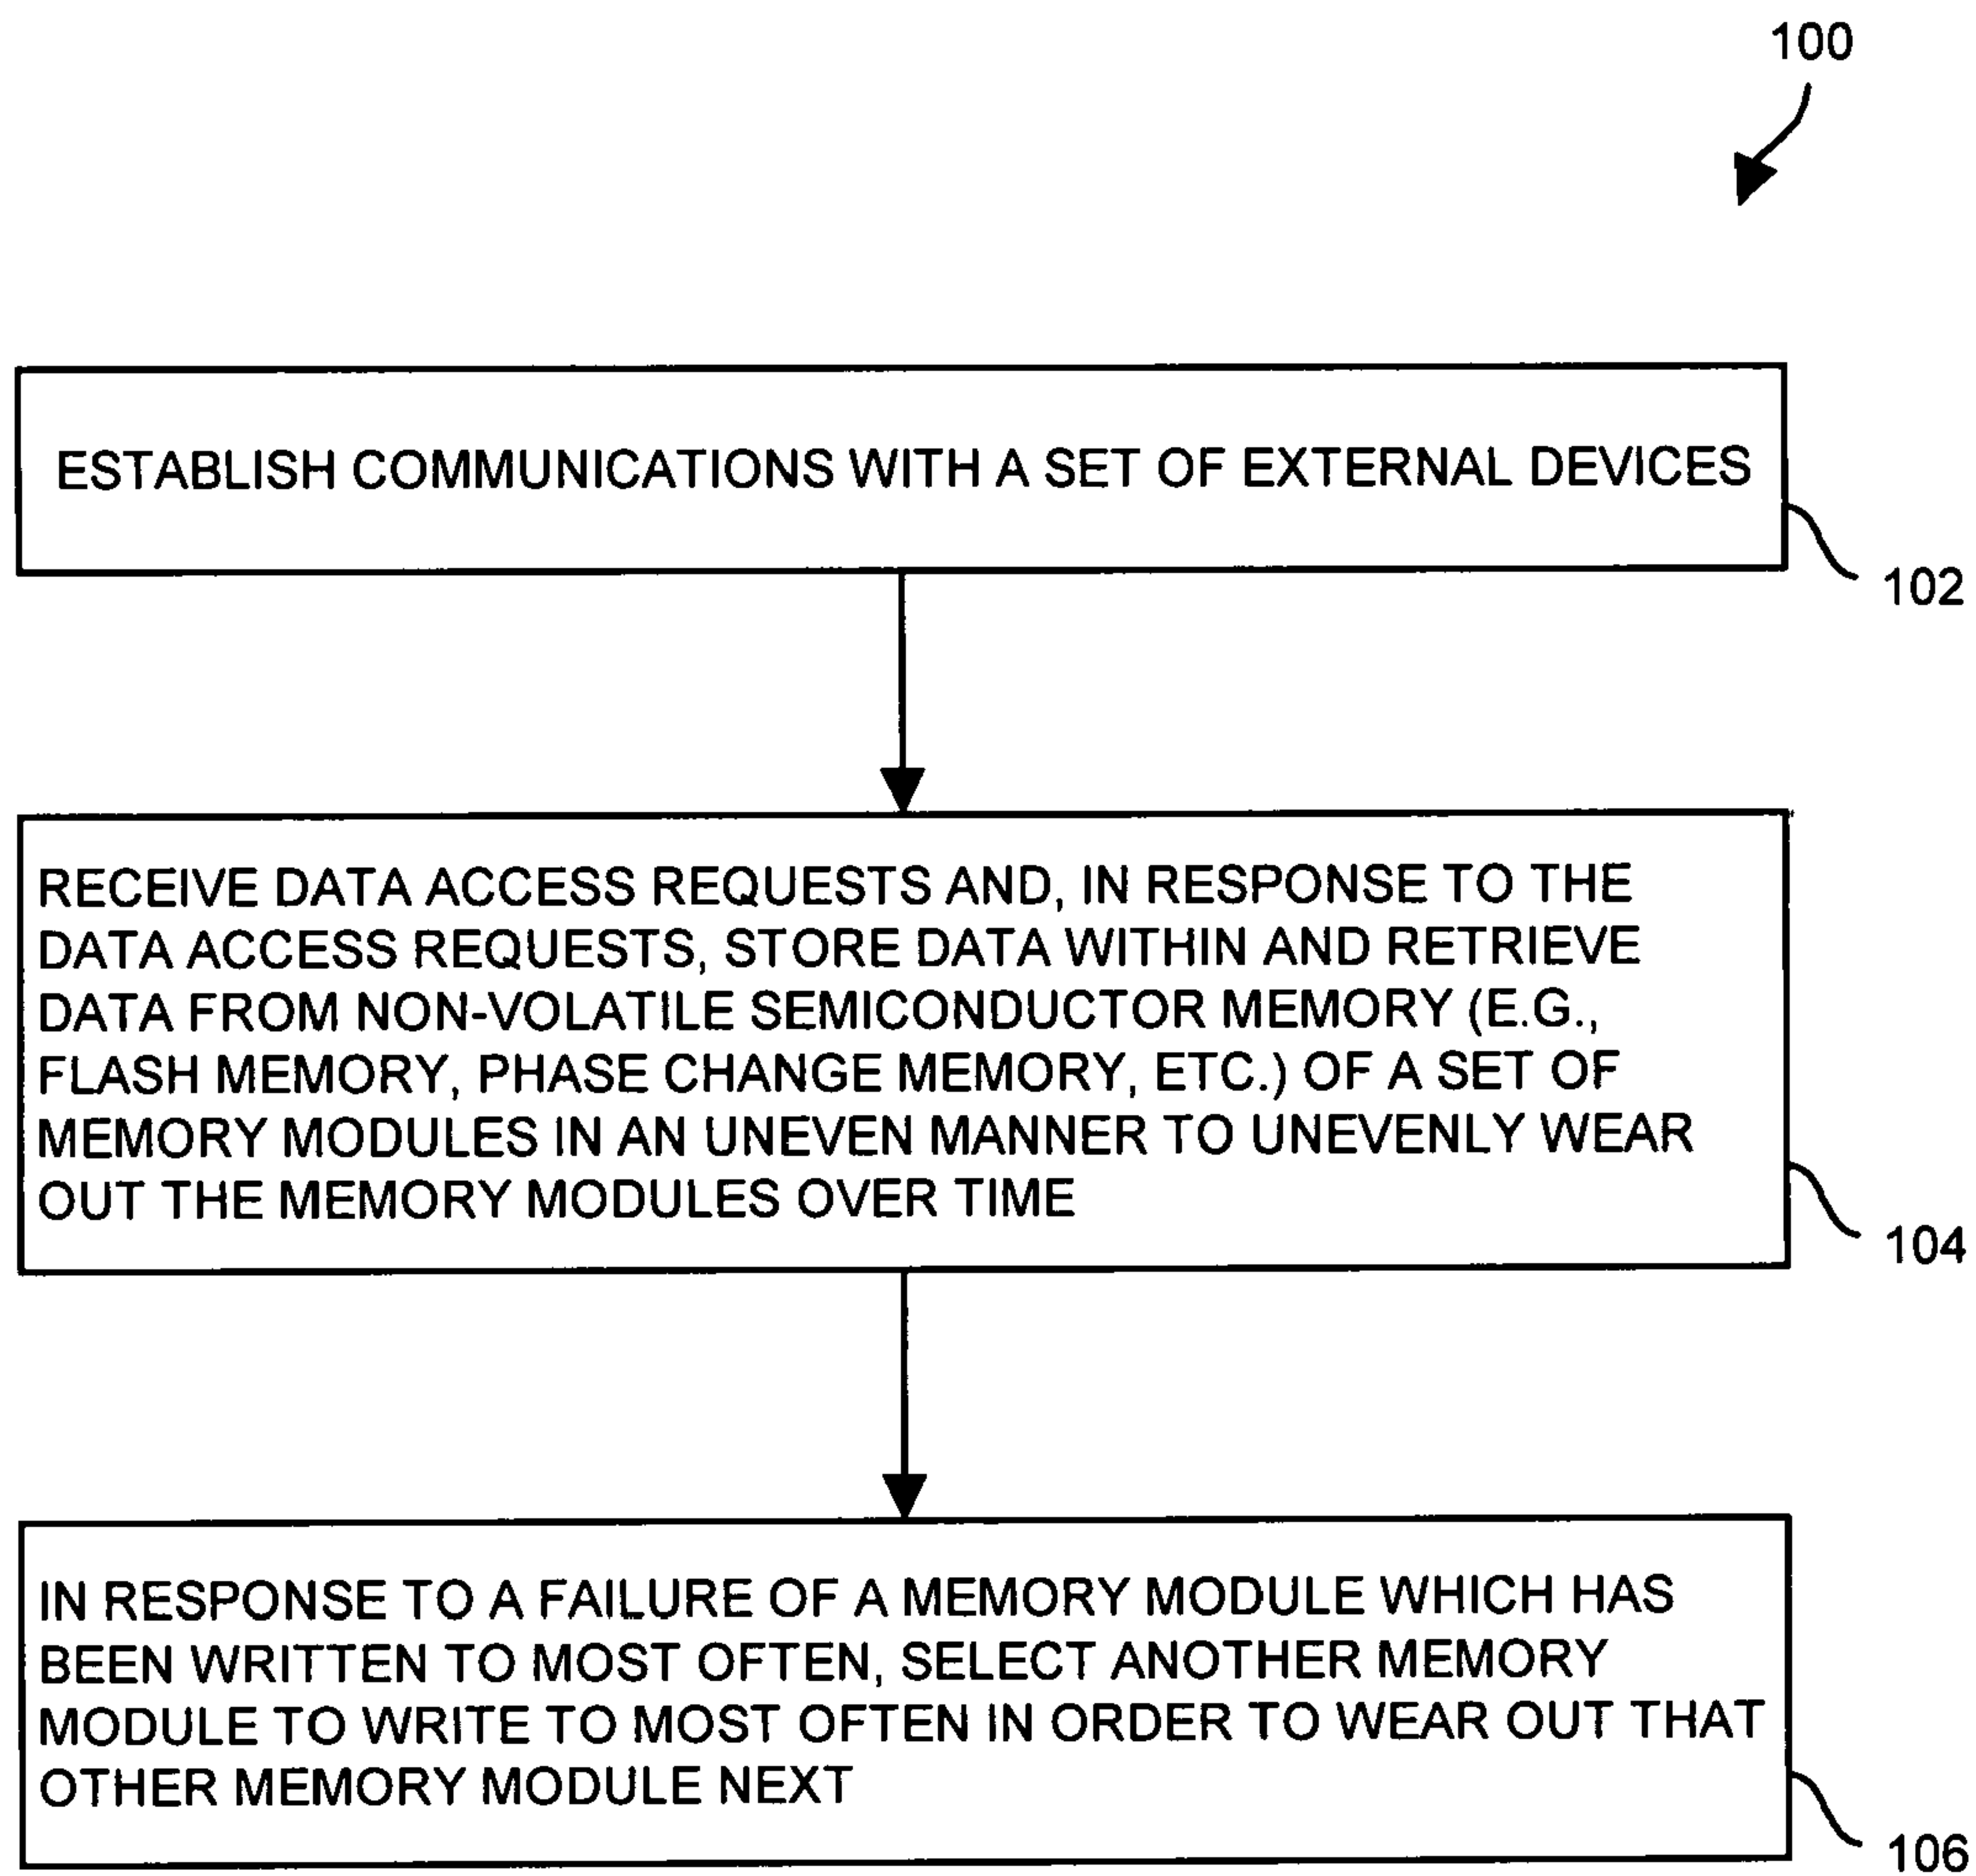 100
ESTABLISH COMMUNICATIONS WITH A SET OF EXTERNAL DEVICES
102
RECEIVE DATA ACCESS REQUESTS AND, IN RESPONSE TO THE
DATA ACCESS REQUESTS, STORE DATA WITHIN AND RETRIEVE
DATA FROM NON-VOLATILE SEMICONDUCTOR MEMORY (E.G.,
FLASH MEMORY, PHASE CHANGE MEMORY, ETC.) OF A SET OF
MEMORY MODULES IN AN UNEVEN MANNER TO UNEVENLY WEAR
OUT THE MEMORY MODULES OVER TIME
104
IN RESPONSE TO A FAILURE OF A MEMORY MODULE WHICH HAS
BEEN WRITTEN TO MOST OFTEN, SELECT ANOTHER MEMORY
MODULE TO WRITE TO MOST OFTEN IN ORDER TO WEAR OUT THAT
OTHER MEMORY MODULE NEXT
106